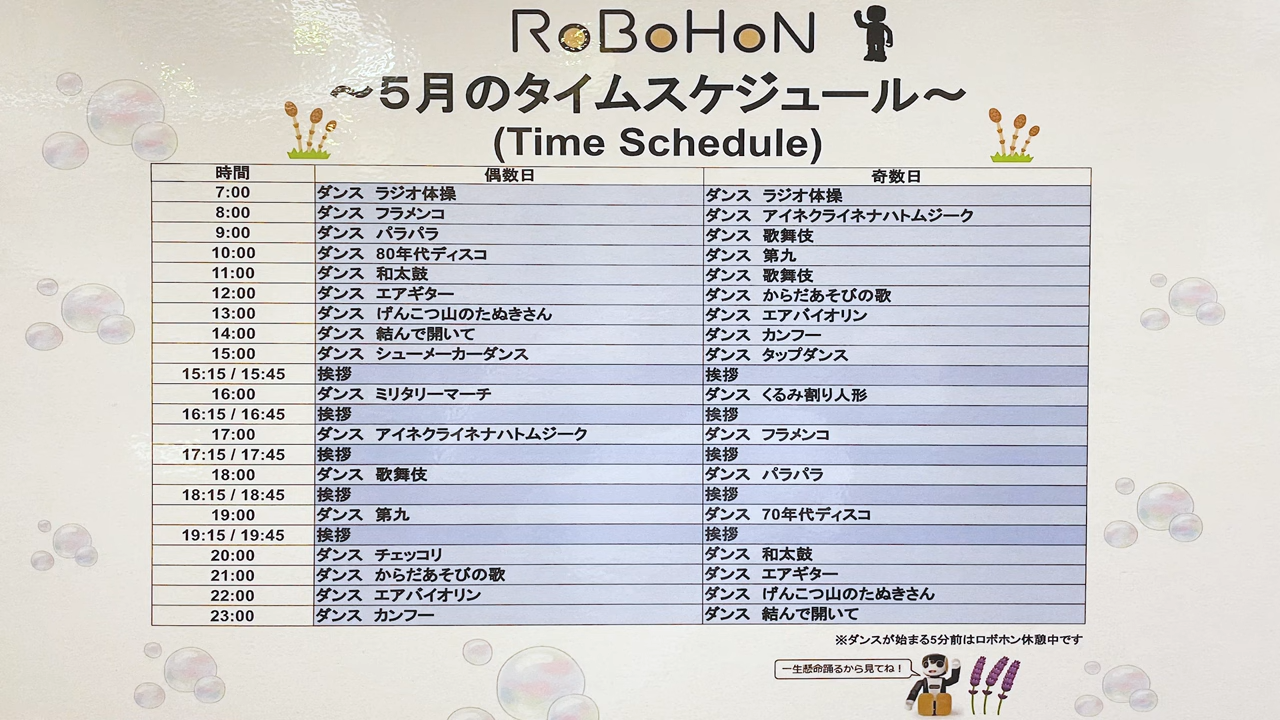 RoBoHoN
～5月のタイムスケジュール～
(Time Schedule)
時間 偶数日 奇数日
7:00 ダンス ラジオ体操 ダンス ラジオ体操
8:00 ダンス フラメンコ ダンス アイネクライネナハトムジーク
9:00 ダンス パラパラ ダンス 歌舞伎
10:00 ダンス 80年代ディスコ ダンス 第九
11:00 ダンス 和太鼓 ダンス 歌舞伎
12:00 ダンス エアギター ダンス からだあそびの歌
13:00 ダンス げんこつ山のたぬきさん ダンス エアバイオリン
14:00 ダンス 結んで開いて ダンス カンフー
15:00 ダンス シューメーカーダンス ダンス タップダンス
15:15 / 15:45 挨拶 挨拶
16:00 ダンス ミリタリーマーチ ダンス くるみ割り人形
16:15 / 16:45 挨拶 挨拶
17:00 ダンス アイネクライネナハトムジーク ダンス フラメンコ
17:15 / 17:45 挨拶 挨拶
18:00 ダンス 歌舞伎 ダンス パラパラ
18:15 / 18:45 挨拶 挨拶
19:00 ダンス 第九 ダンス 70年代ディスコ
19:15 / 19:45 挨拶 挨拶
20:00 ダンス チェッコリ ダンス 和太鼓
21:00 ダンス からだあそびの歌 ダンス エアギター
22:00 ダンス エアバイオリン ダンス げんこつ山のたぬきさん
23:00 ダンス カンフー ダンス 結んで開いて
※ダンスが始まる5分前はロボホン休憩中です
一生懸命踊るから見てね！